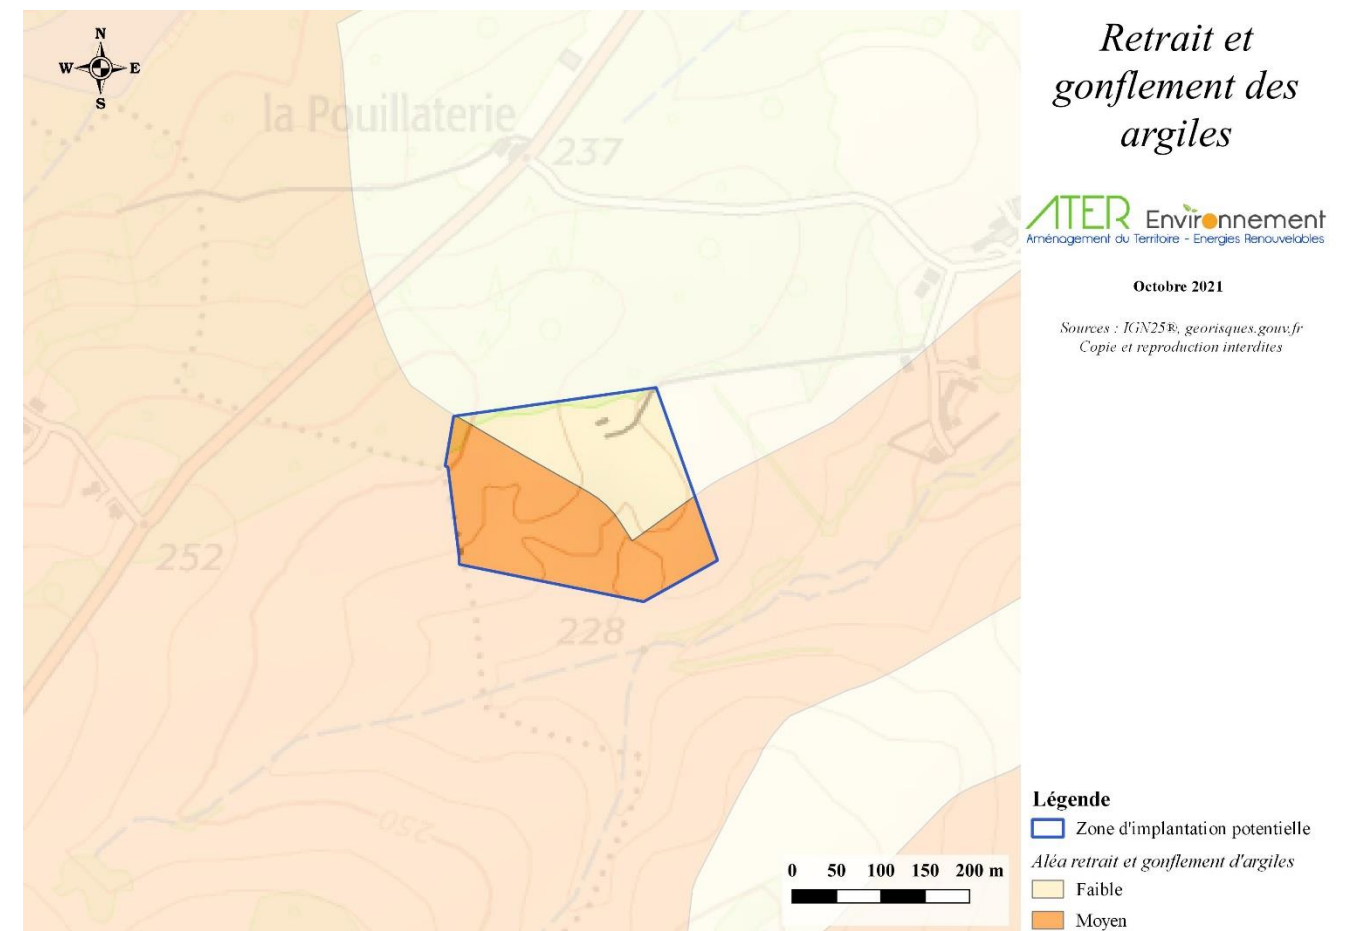 N
W E
S
la Pouillaterie
237
252
228
250
0 50 100 150 200 m
Retrait et
gonflement des
argiles
ATER Environnement
Aménagement du Territoire - Energies Renouvelables
Octobre 2021
Sources : IGN25®, georisques.gouv.fr
Copie et reproduction interdites
Légende
Zone d'implantation potentielle
Aléa retrait et gonflement d'argiles
Faible
Moyen